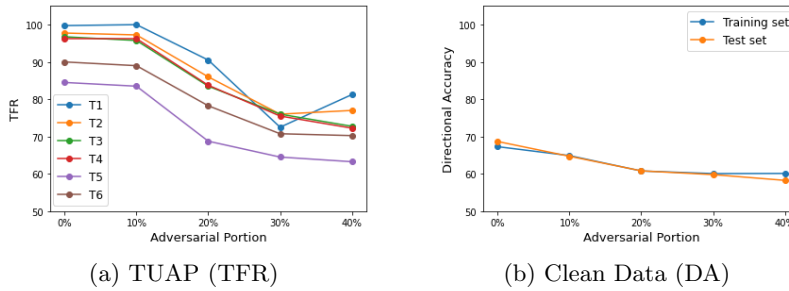 100
90
80
70
60
50
TFR
T1
T2
T3
T4
T5
T6
0% 10% 20% 30% 40%
Adversarial Portion
(a) TUAP (TFR)
100
90
80
70
60
50
Directional Accuracy
Training set
Test set
0% 10% 20% 30% 40%
Adversarial Portion
(b) Clean Data (DA)